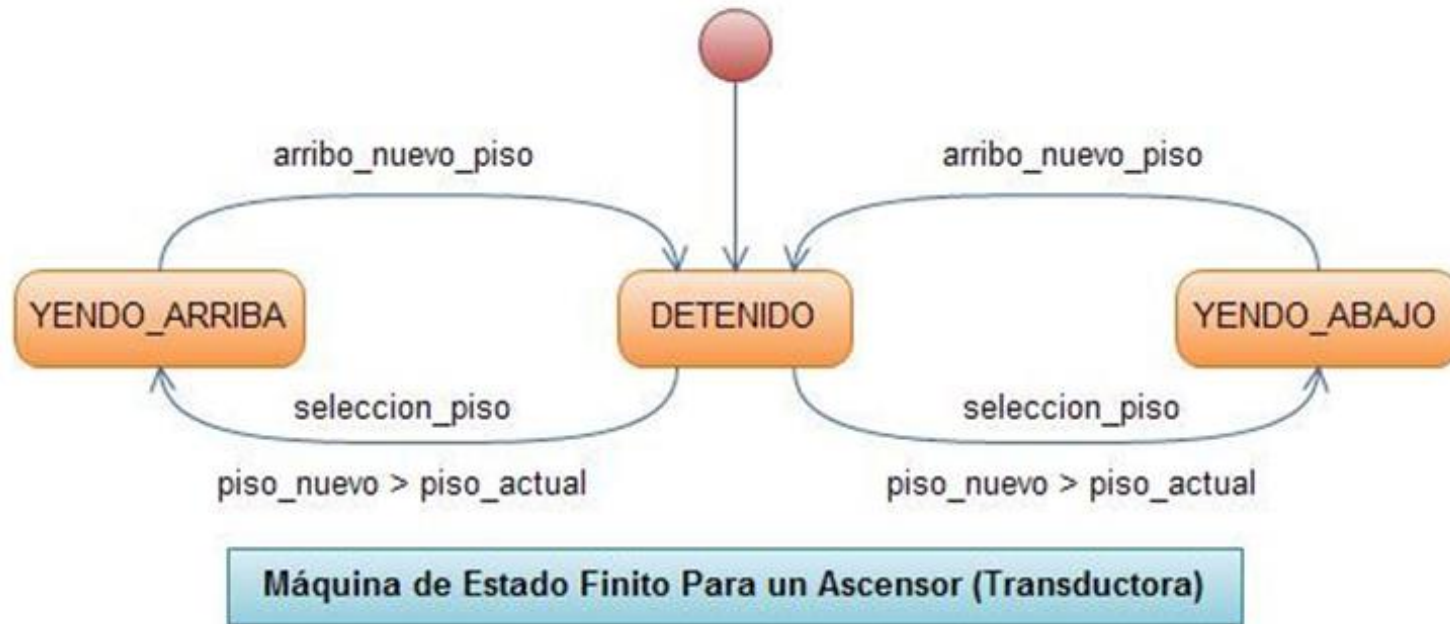 arribo_nuevo_piso
arribo_nuevo_piso
YENDO_ARRIBA
DETENIDO
YENDO_ABAJO
seleccion_piso
seleccion_piso
piso_nuevo > piso_actual
piso_nuevo > piso_actual
Máquina de Estado Finito Para un Ascensor (Transductora)